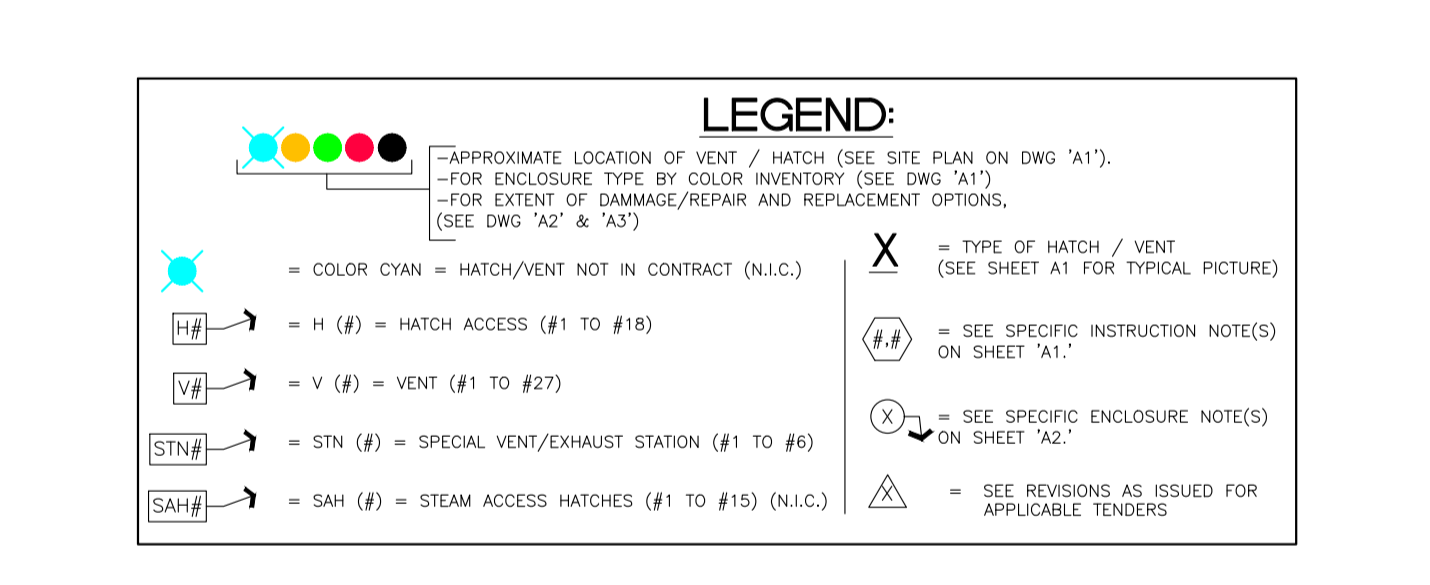 LEGEND:
-APPROXIMATE LOCATION OF VENT / HATCH (SEE SITE PLAN ON DWG 'A1').
-FOR ENCLOSURE TYPE BY COLOR INVENTORY (SEE DWG 'A1')
-FOR EXTENT OF DAMMAGE/REPAIR AND REPLACEMENT OPTIONS,
(SEE DWG 'A2' & 'A3')
= COLOR CYAN = HATCH/VENT NOT IN CONTRACT (N.I.C.)
H# = H (#) = HATCH ACCESS (#1 TO #18)
V# = V (#) = VENT (#1 TO #27)
STN# = STN (#) = SPECIAL VENT/EXHAUST STATION (#1 TO #6)
SAH# = SAH (#) = STEAM ACCESS HATCHES (#1 TO #15) (N.I.C.)
X = TYPE OF HATCH / VENT
(SEE SHEET A1 FOR TYPICAL PICTURE)
#.# = SEE SPECIFIC INSTRUCTION NOTE(S)
ON SHEET 'A1.'
X = SEE SPECIFIC ENCLOSURE NOTE(S)
ON SHEET 'A2.'
X = SEE REVISIONS AS ISSUED FOR
APPLICABLE TENDERS